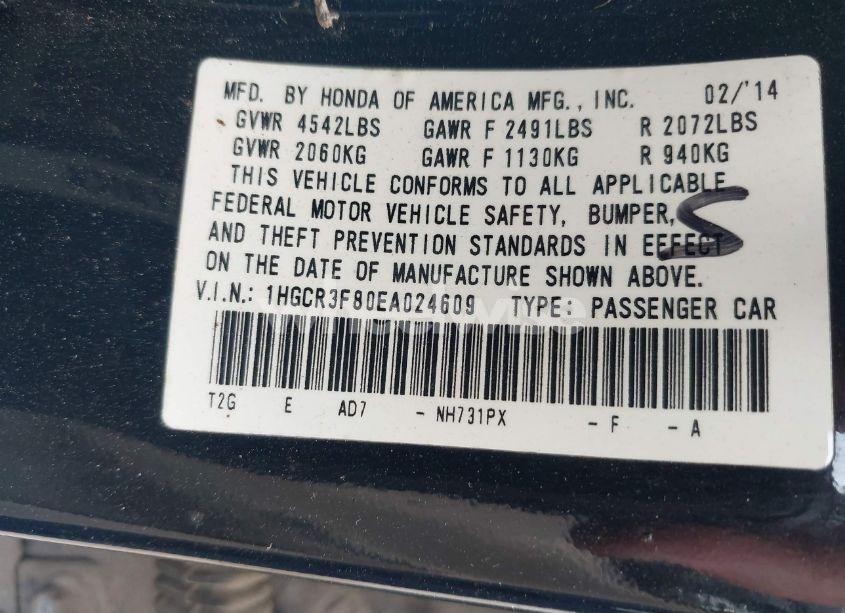 MFD. BY HONDA OF AMERICA MFG., INC. 02/'14
GVWR 4542LBS GAWR F 2491LBS R 2072LBS
GVWR 2060KG GAWR F 1130KG R 940KG
THIS VEHICLE CONFORMS TO ALL APPLICABLE
FEDERAL MOTOR VEHICLE SAFETY, BUMPER, S
AND THEFT PREVENTION STANDARDS IN EFFECT
ON THE DATE OF MANUFACTURE SHOWN ABOVE.
V.I.N.: 1HGCR3F80EA024609 TYPE: PASSENGER CAR
T2G E AD7 - NH731PX - F - A